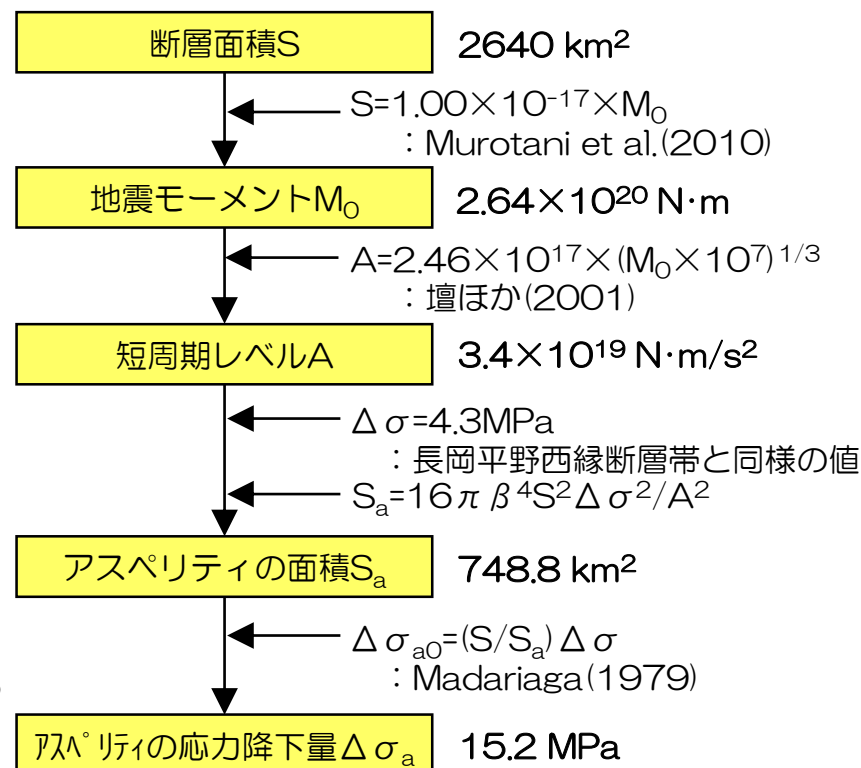 断層面積S 2640 km²
S=1.00×10⁻¹⁷×M₀
：Murotani et al.(2010)
地震モーメントM₀ 2.64×10²⁰ N·m
A=2.46×10¹⁷×(M₀×10⁷)¹ᐟ³
：壇ほか(2001)
短周期レベルA 3.4×10¹⁹ N·m/s²
Δσ=4.3MPa
：長岡平野西縁断層帯と同様の値
Sₐ=16πβ⁴S²Δσ²/A²
アスペリティの面積Sₐ 748.8 km²
Δσₐ₀=(S/Sₐ)Δσ
：Madariaga(1979)
ｱｽﾍﾟﾘﾃｨの応力降下量Δσₐ 15.2 MPa